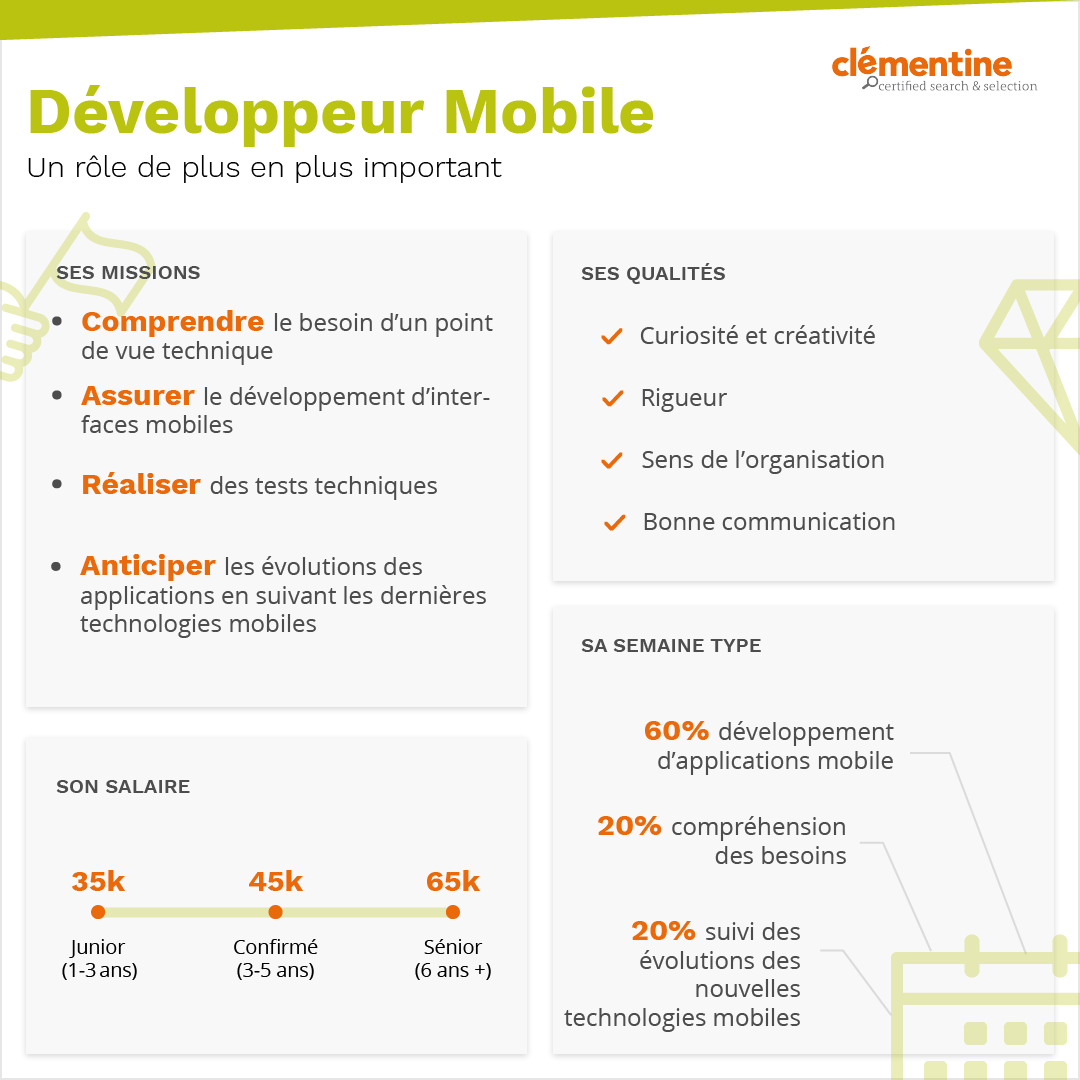 clémentine
certified search & selection
Développeur Mobile
Un rôle de plus en plus important
SES MISSIONS
• Comprendre le besoin d’un point
de vue technique
• Assurer le développement d’inter-
faces mobiles
• Réaliser des tests techniques
• Anticiper les évolutions des
applications en suivant les dernières
technologies mobiles
SES QUALITÉS
Curiosité et créativité
Rigueur
Sens de l’organisation
Bonne communication
SON SALAIRE
35k 45k 65k
Junior Confirmé Sénior
(1-3 ans) (3-5 ans) (6 ans +)
SA SEMAINE TYPE
60% développement
d’applications mobile
20% compréhension
des besoins
20% suivi des
évolutions des
nouvelles
technologies mobiles